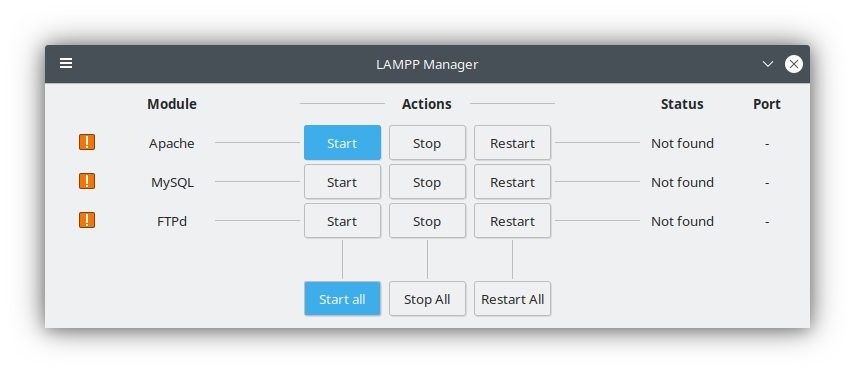 LAMPP Manager
Module Actions Status Port
! Apache Start Stop Restart Not found -
! MySQL Start Stop Restart Not found -
! FTPd Start Stop Restart Not found -
Start all Stop All Restart All